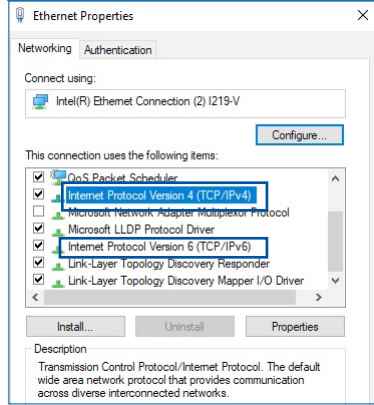 Ethernet Properties
Networking Authentication
Connect using:
Intel(R) Ethernet Connection (2) I219-V
Configure...
This connection uses the following items:
QoS Packet Scheduler
Internet Protocol Version 4 (TCP/IPv4)
Microsoft Network Adapter Multiplexor Protocol
Microsoft LLDP Protocol Driver
Internet Protocol Version 6 (TCP/IPv6)
Link-Layer Topology Discovery Responder
Link-Layer Topology Discovery Mapper I/O Driver
Install... Uninstall Properties
Description
Transmission Control Protocol/Internet Protocol. The default
wide area network protocol that provides communication
across diverse interconnected networks.